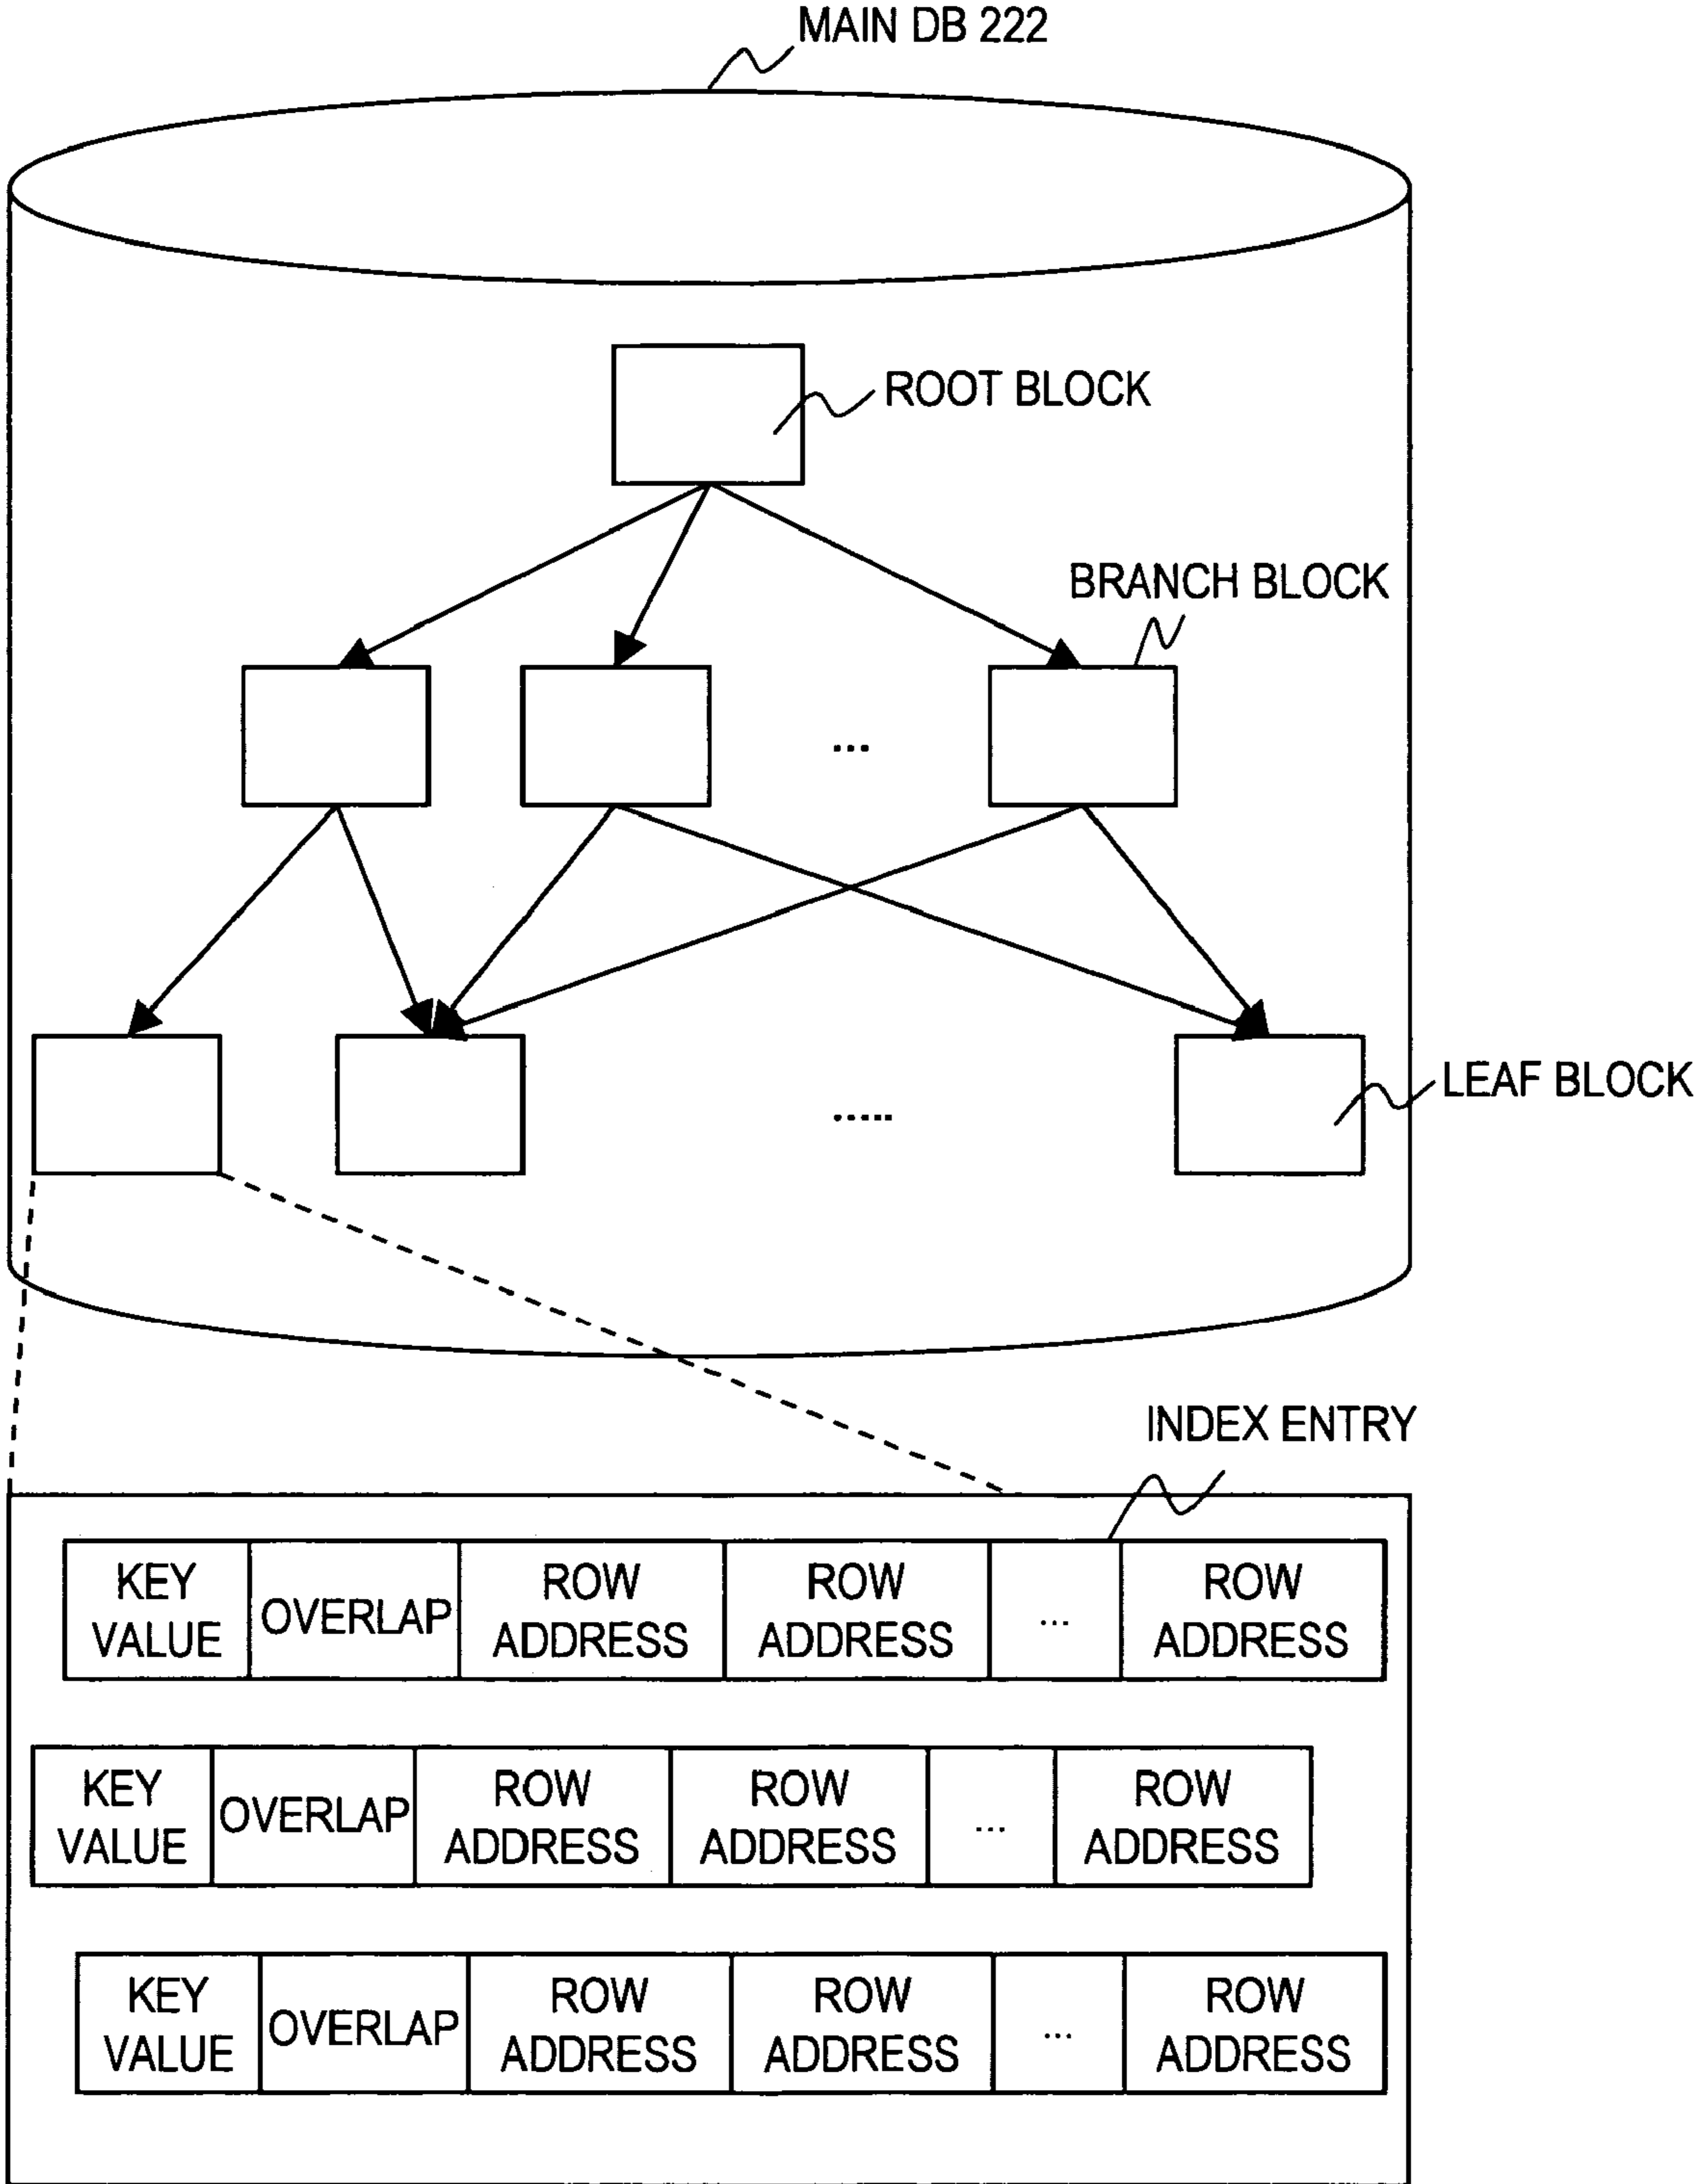 MAIN DB 222
ROOT BLOCK
BRANCH BLOCK
...
LEAF BLOCK
.....
INDEX ENTRY
KEY VALUE OVERLAP ROW ADDRESS ROW ADDRESS ... ROW ADDRESS
KEY VALUE OVERLAP ROW ADDRESS ROW ADDRESS ... ROW ADDRESS
KEY VALUE OVERLAP ROW ADDRESS ROW ADDRESS ... ROW ADDRESS